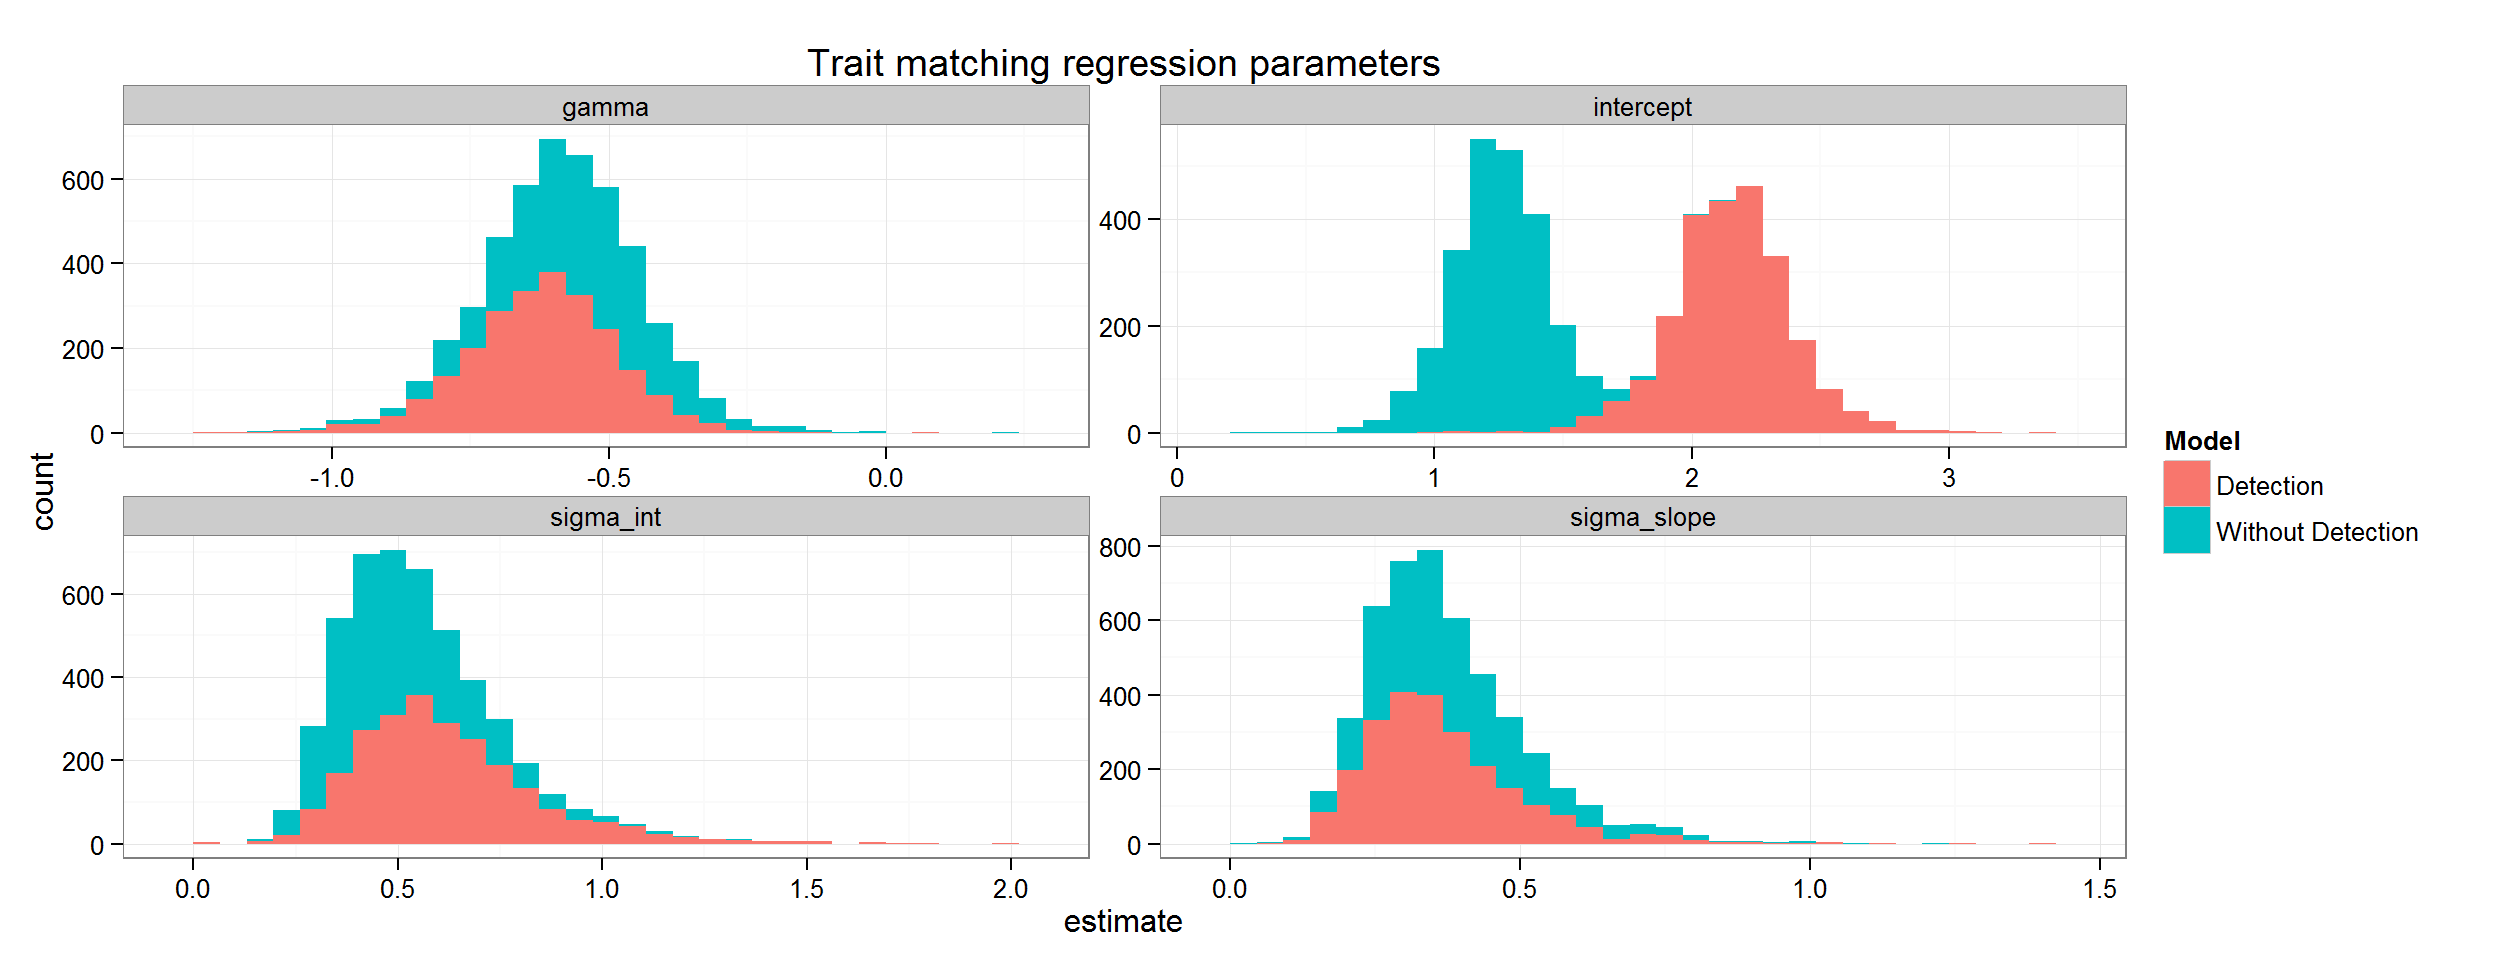 Trait matching regression parameters
gamma
intercept
600
400
200
0
-1.0 -0.5 0.0
400
200
0
0 1 2 3
sigma_int
sigma_slope
600
400
200
0
0.0 0.5 1.0 1.5 2.0
800
600
400
200
0
0.0 0.5 1.0 1.5
count
estimate
Model
Detection
Without Detection